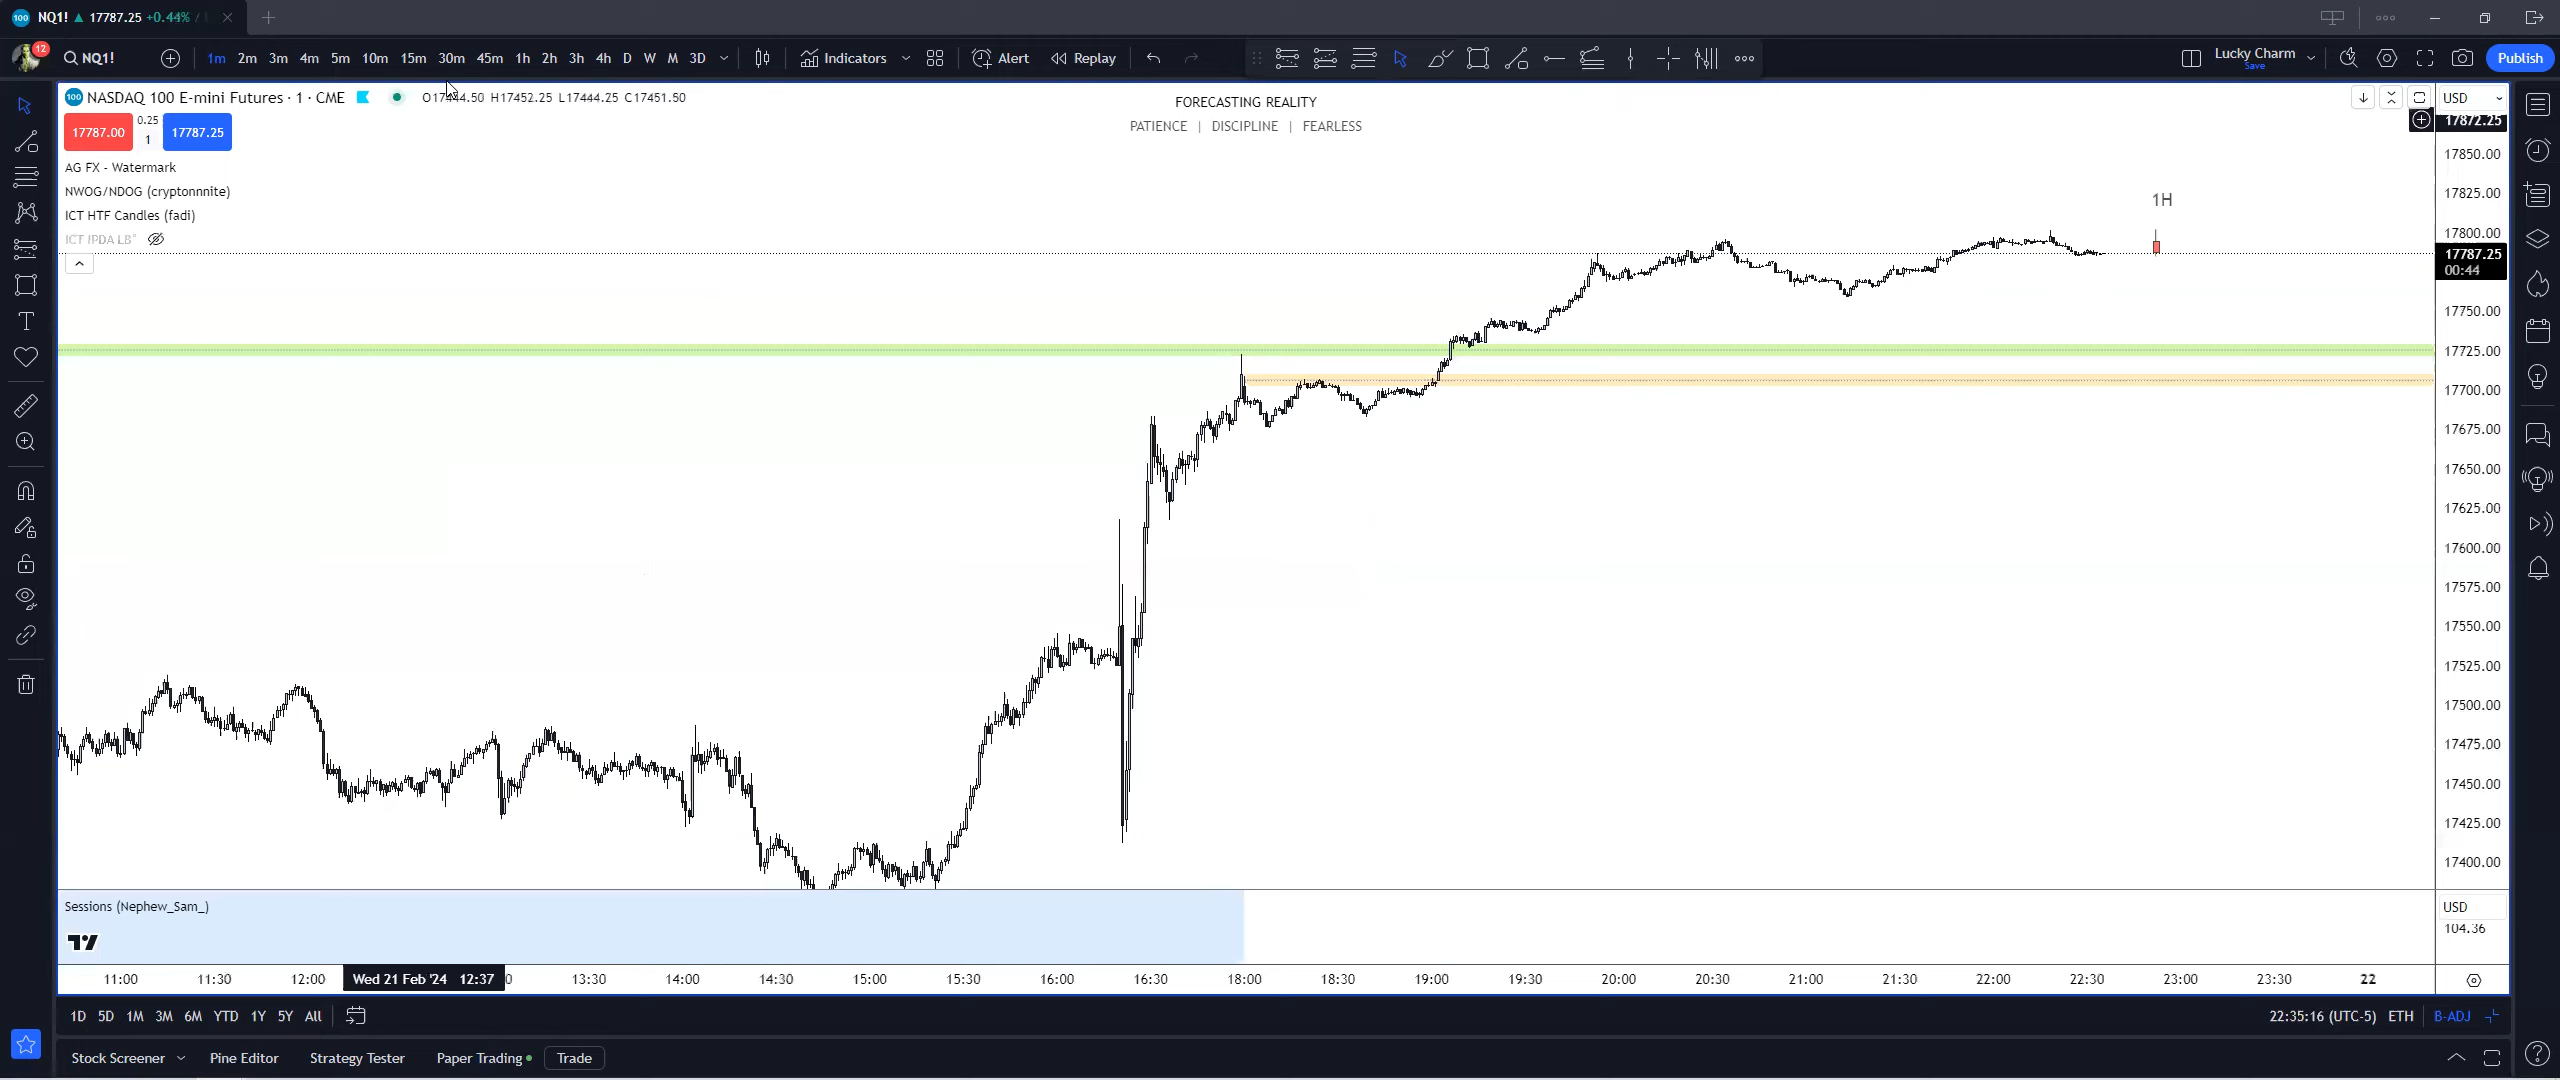 NQ1! ▲ 17787.25 +0.44% /
12 NQ1! 1m 2m 3m 4m 5m 10m 15m 30m 45m 1h 2h 3h 4h D W M 3D Indicators Alert Replay Lucky Charm Publish
Save
100 NASDAQ 100 E-mini Futures · 1 · CME O17444.50 H17452.25 L17444.25 C17451.50
FORECASTING REALITY
PATIENCE | DISCIPLINE | FEARLESS
USD
17787.00 0.25 1 17787.25
AG FX - Watermark
NWOG/NDOG (cryptonnnite)
ICT HTF Candles (fadi)
ICT IPDA LB°
1H
17872.25
17850.00
17825.00
17800.00
17787.25
00:44
17750.00
17725.00
17700.00
17675.00
17650.00
17625.00
17600.00
17575.00
17550.00
17525.00
17500.00
17475.00
17450.00
17425.00
17400.00
Sessions (Nephew_Sam_)
USD
104.36
11:00 11:30 12:00 Wed 21 Feb '24 12:37 0 13:30 14:00 14:30 15:00 15:30 16:00 16:30 18:00 18:30 19:00 19:30 20:00 20:30 21:00 21:30 22:00 22:30 23:00 23:30 22
1D 5D 1M 3M 6M YTD 1Y 5Y All 22:35:16 (UTC-5) ETH B-ADJ
Stock Screener Pine Editor Strategy Tester Paper Trading Trade